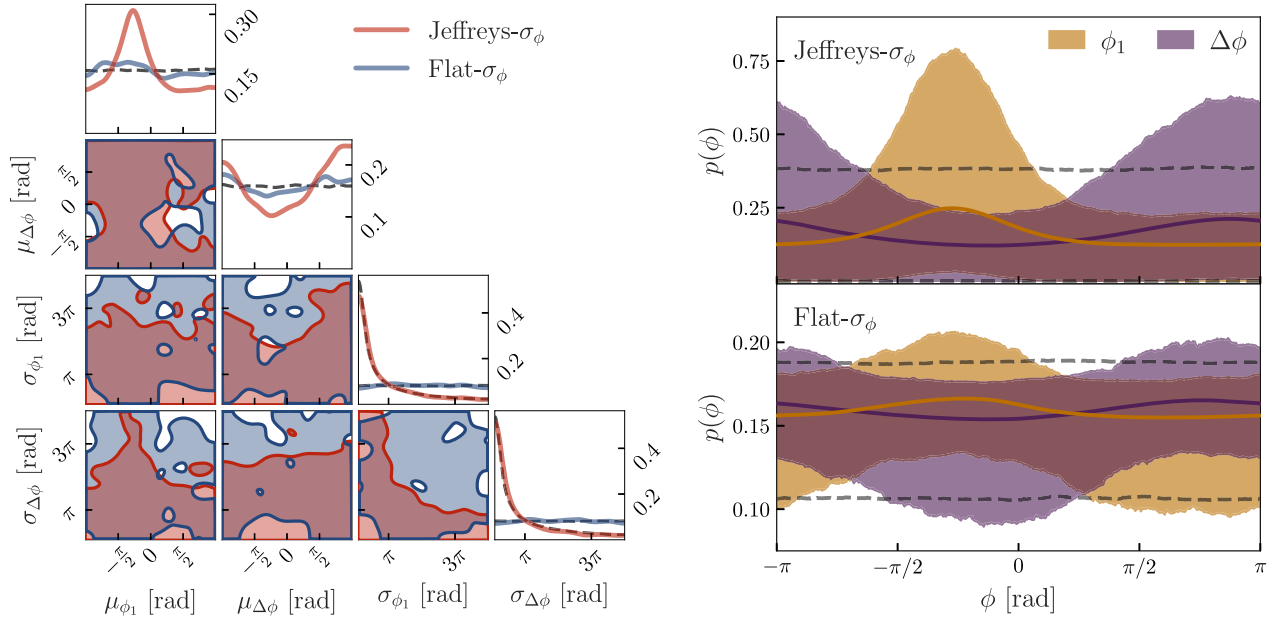 Jeffreys-σ_ϕ
Flat-σ_ϕ
0.30
0.15
μ_Δϕ [rad]
π/2
0
−π/2
0.2
0.1
σ_ϕ1 [rad]
3π
π
0.4
0.2
σ_Δϕ [rad]
3π
π
0.4
0.2
−π/2 0 π/2
−π/2 0 π/2
π 3π
π 3π
μ_ϕ1 [rad]
μ_Δϕ [rad]
σ_ϕ1 [rad]
σ_Δϕ [rad]
Jeffreys-σ_ϕ
ϕ_1 Δϕ
p(ϕ)
0.75
0.50
0.25
Flat-σ_ϕ
p(ϕ)
0.20
0.15
0.10
−π −π/2 0 π/2 π
ϕ [rad]